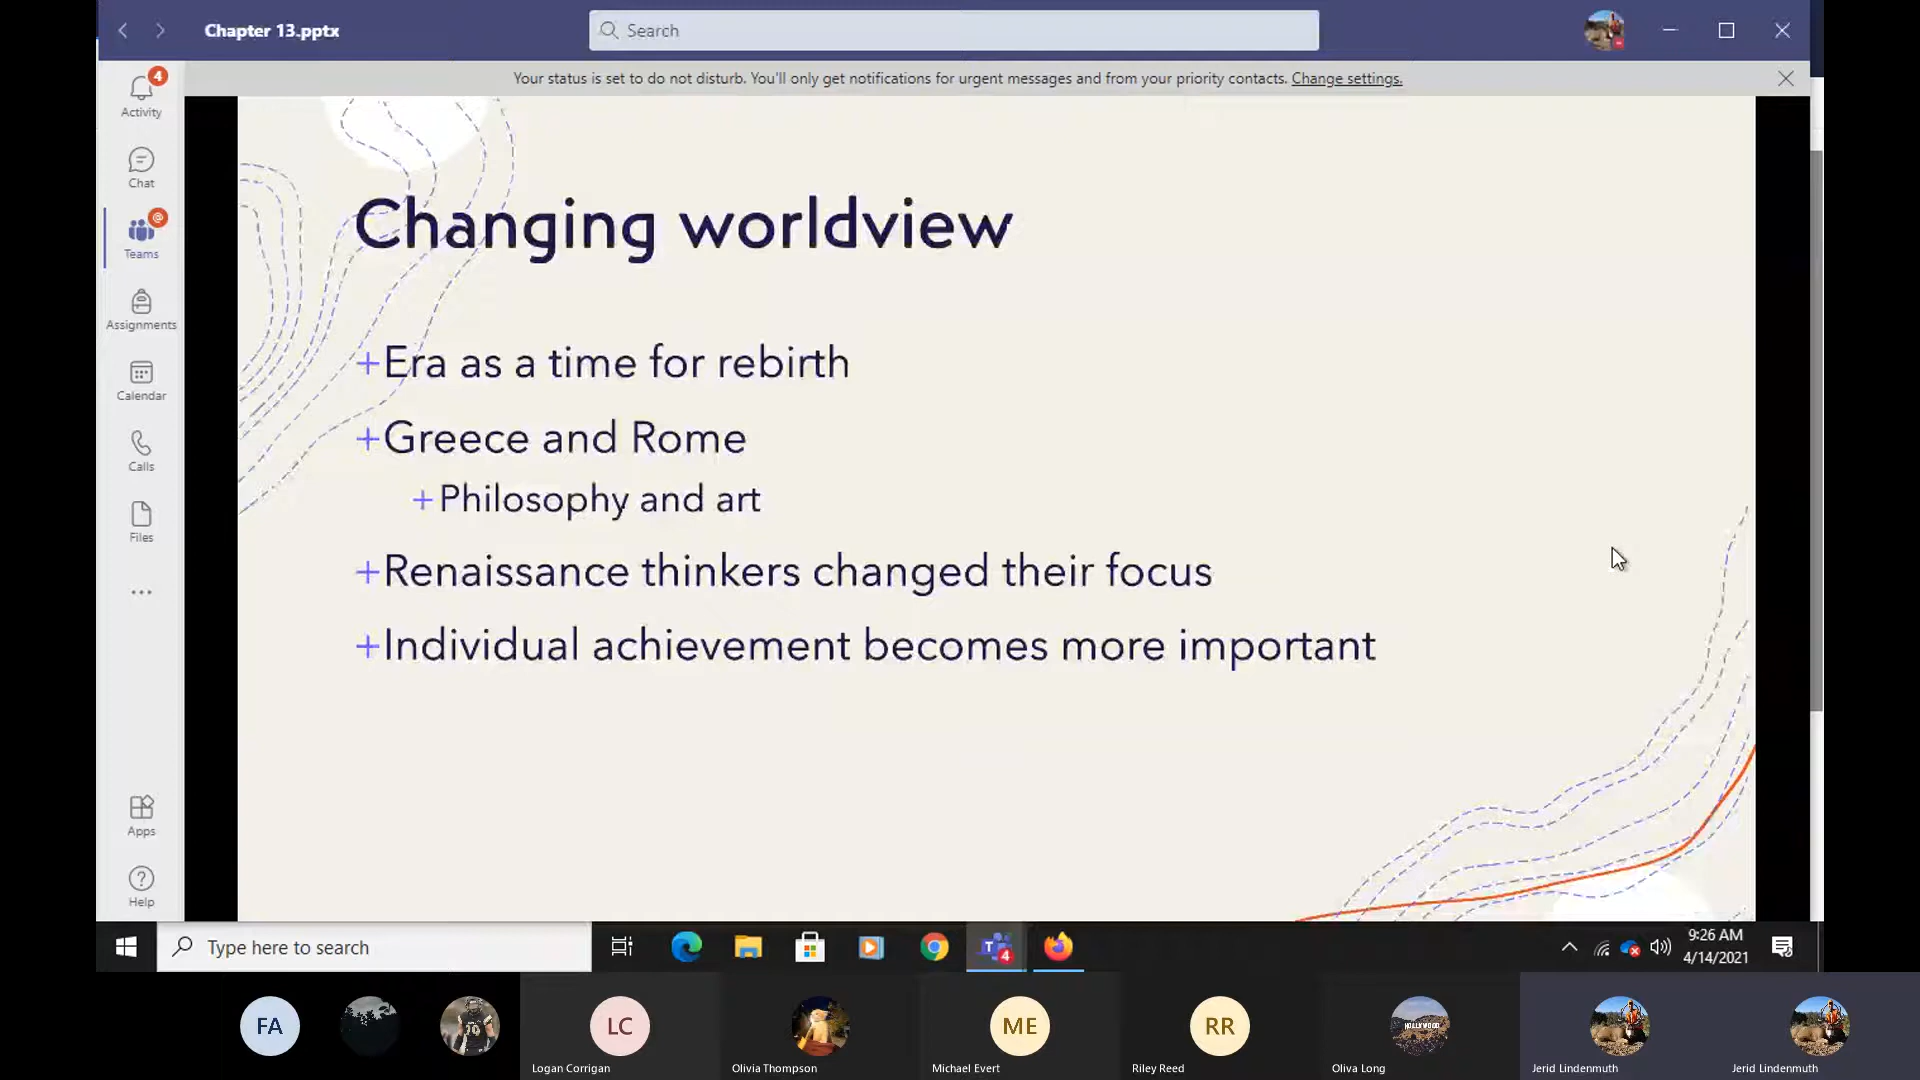 Chapter 13.pptx
Search
Your status is set to do not disturb. You'll only get notifications for urgent messages and from your priority contacts. Change settings.
4
Activity
Chat
@
Teams
Assignments
Calendar
Calls
Files
Apps
Help
Changing worldview
+Era as a time for rebirth
+Greece and Rome
+Philosophy and art
+Renaissance thinkers changed their focus
+Individual achievement becomes more important
Type here to search
T
4
9:26 AM
4/14/2021
FA
LC
ME
RR
HOLLYWOOD
Logan Corrigan
Olivia Thompson
Michael Evert
Riley Reed
Oliva Long
Jerid Lindenmuth
Jerid Lindenmuth